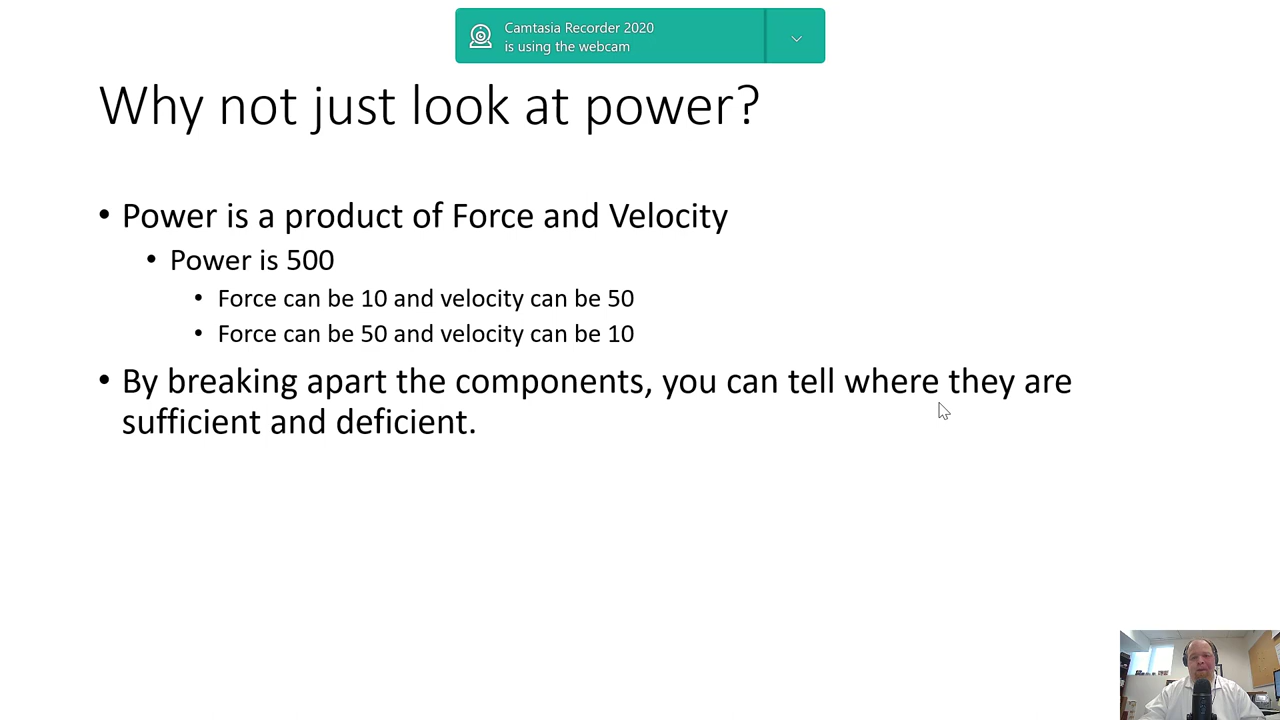 Camtasia Recorder 2020
is using the webcam
Why not just look at power?
• Power is a product of Force and Velocity
• Power is 500
• Force can be 10 and velocity can be 50
• Force can be 50 and velocity can be 10
• By breaking apart the components, you can tell where they are
sufficient and deficient.